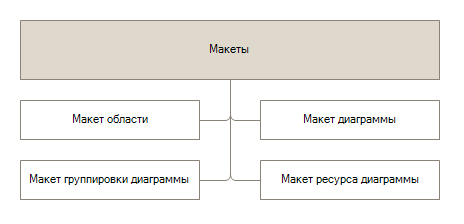 Макеты
Макет области
Макет диаграммы
Макет группировки диаграммы
Макет ресурса диаграммы